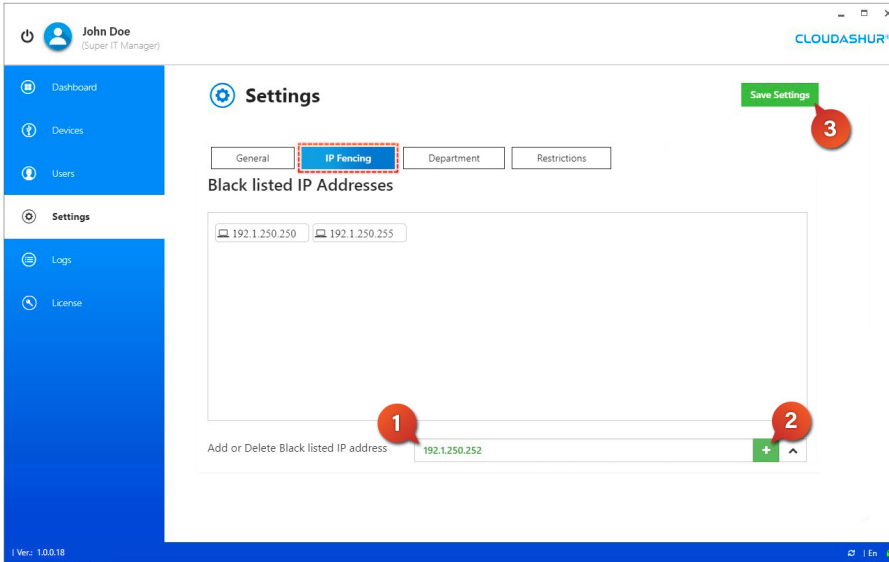 John Doe
(Super IT Manager)
CLOUDASHUR®
Dashboard
Devices
Users
Settings
Logs
License
Settings
Save Settings
3
General
IP Fencing
Department
Restrictions
Black listed IP Addresses
192.1.250.250
192.1.250.255
1
2
Add or Delete Black listed IP address
192.1.250.252
| Ver.: 1.0.0.18
| En